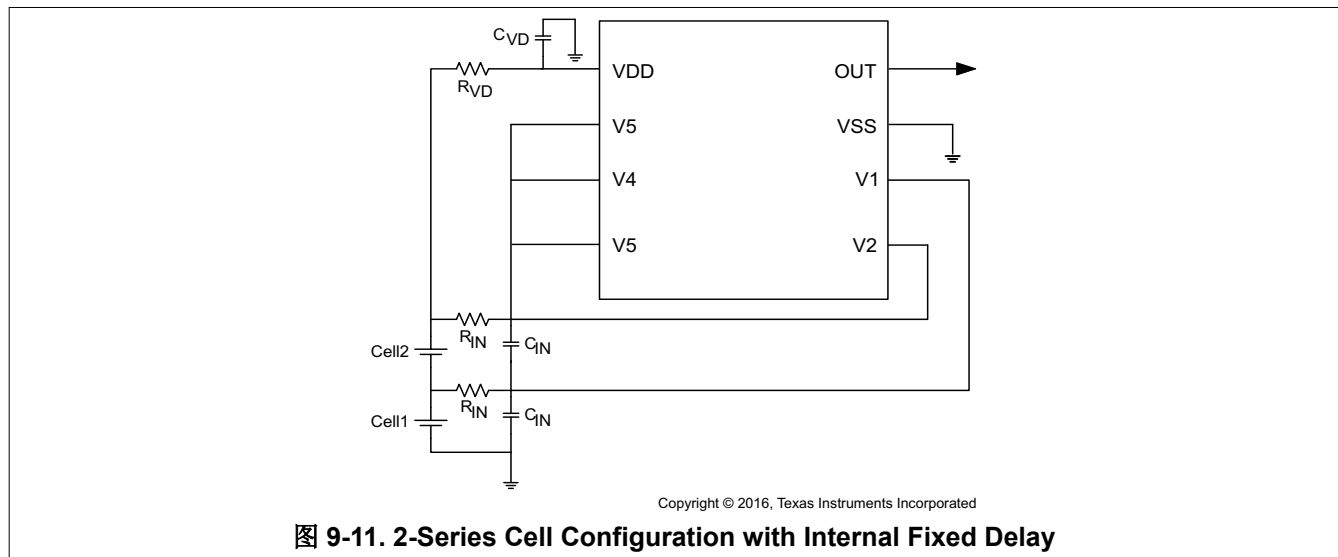 CVD
RVD
VDD
OUT
V5
VSS
V4
V1
V5
V2
RIN
Cell2
CIN
RIN
Cell1
CIN
Copyright © 2016, Texas Instruments Incorporated
图 9-11. 2-Series Cell Configuration with Internal Fixed Delay